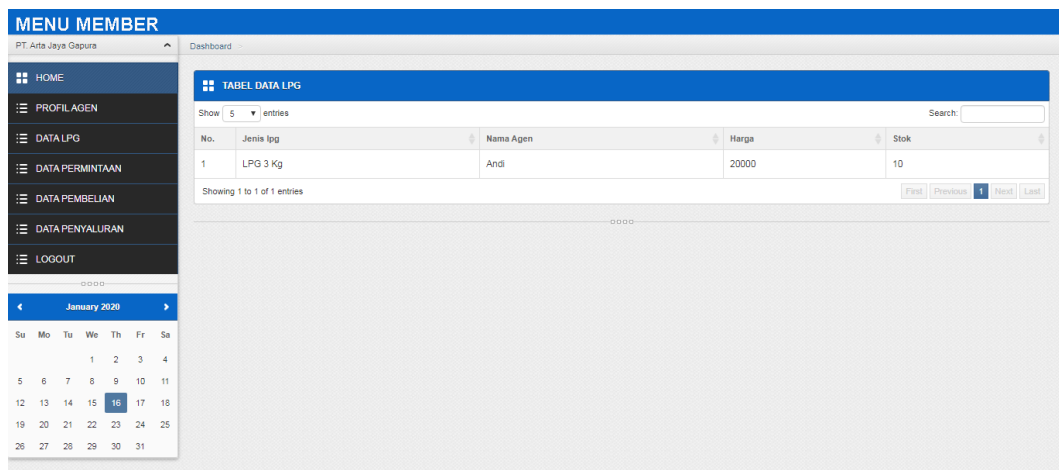 MENU MEMBER
PT. Arta Jaya Gapura
Dashboard
HOME
PROFIL AGEN
DATA LPG
DATA PERMINTAAN
DATA PEMBELIAN
DATA PENYALURAN
LOGOUT
January 2020
Su Mo Tu We Th Fr Sa
1 2 3 4
5 6 7 8 9 10 11
12 13 14 15 16 17 18
19 20 21 22 23 24 25
26 27 28 29 30 31
TABEL DATA LPG
Show 5 entries Search:
No. Jenis lpg Nama Agen Harga Stok
1 LPG 3 Kg Andi 20000 10
Showing 1 to 1 of 1 entries First Previous 1 Next Last